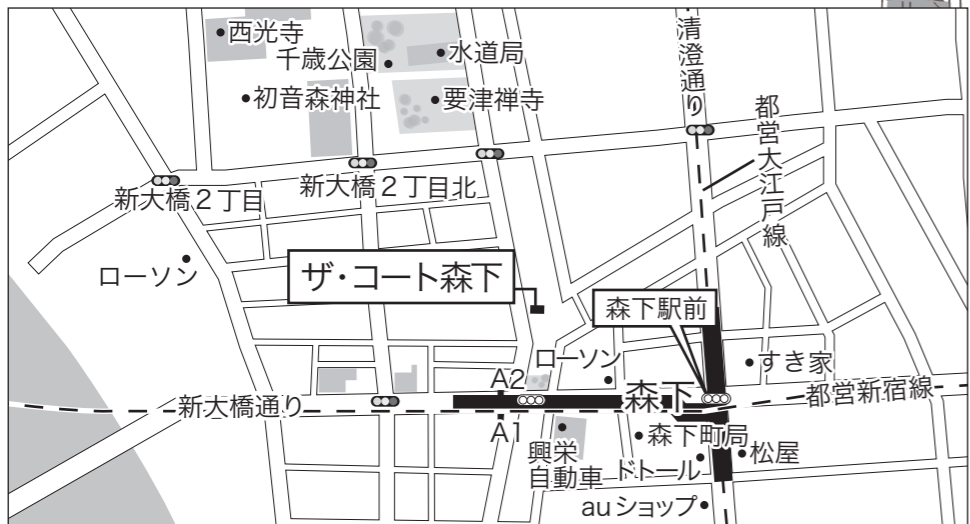 西光寺
千歳公園
水道局
初音森神社
要津禅寺
清澄通り
都営大江戸線
新大橋２丁目
新大橋２丁目北
ローソン
ザ・コート森下
森下駅前
ローソン
すき家
A2
森下
都営新宿線
新大橋通り
A1
興栄
自動車
森下町局
ドトール
松屋
auショップ